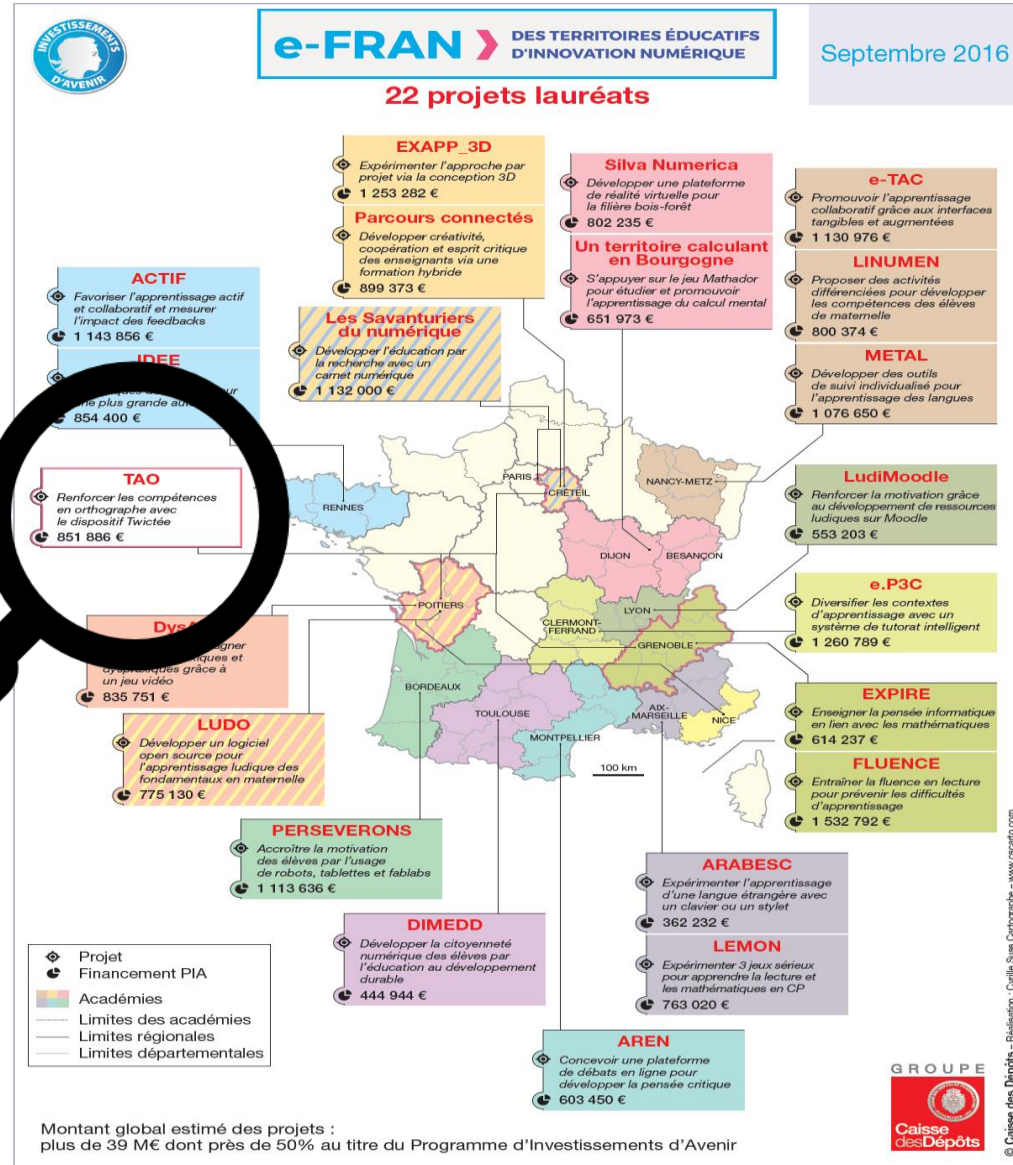 INVESTISSEMENTS
D'AVENIR
e-FRAN
DES TERRITOIRES ÉDUCATIFS
D'INNOVATION NUMÉRIQUE
Septembre 2016
22 projets lauréats
EXAPP_3D
Expérimenter l'approche par
projet via la conception 3D
1 253 282 €
Parcours connectés
Développer créativité,
coopération et esprit critique
des enseignants via une
formation hybride
899 373 €
Les Savanturiers
du numérique
Développer l'éducation par
la recherche avec un
carnet numérique
1 132 000 €
Silva Numerica
Développer une plateforme
de réalité virtuelle pour
la filière bois-forêt
802 235 €
Un territoire calculant
en Bourgogne
S'appuyer sur le jeu Mathador
pour étudier et promouvoir
l'apprentissage du calcul mental
651 973 €
e-TAC
Promouvoir l'apprentissage
collaboratif grâce aux interfaces
tangibles et augmentées
1 130 976 €
LINUMEN
Proposer des activités
différenciées pour développer
les compétences des élèves
de maternelle
800 374 €
METAL
Développer des outils
de suivi individualisé pour
l'apprentissage des langues
1 076 650 €
ACTIF
Favoriser l'apprentissage actif
et collaboratif et mesurer
l'impact des feedbacks
1 143 856 €
IDEE
plus grande
854 400 €
TAO
Renforcer les compétences
en orthographe avec
le dispositif Twictée
851 886 €
dyspraxiques grâce à
un jeu vidéo
835 751 €
LUDO
Développer un logiciel
open source pour
l'apprentissage ludique des
fondamentaux en maternelle
775 130 €
PERSEVERONS
Accroître la motivation
des élèves par l'usage
de robots, tablettes et fablabs
1 113 636 €
DIMEDD
Développer la citoyenneté
numérique des élèves par
l'éducation au développement
durable
444 944 €
LudiMoodle
Renforcer la motivation grâce
au développement de ressources
ludiques sur Moodle
553 203 €
e.P3C
Diversifier les contextes
d'apprentissage avec un
système de tutorat intelligent
1 260 789 €
EXPIRE
Enseigner la pensée informatique
en lien avec les mathématiques
614 237 €
FLUENCE
Entraîner la fluence en lecture
pour prévenir les difficultés
d'apprentissage
1 532 792 €
ARABESC
Expérimenter l'apprentissage
d'une langue étrangère avec
un clavier ou un stylet
362 232 €
LEMON
Expérimenter 3 jeux sérieux
pour apprendre la lecture et
les mathématiques en CP
763 020 €
AREN
Concevoir une plateforme
de débats en ligne pour
développer la pensée critique
603 450 €
PARIS
CRÉTEIL
NANCY-METZ
RENNES
DIJON
BESANÇON
POITIERS
LYON
CLERMONT-
FERRAND
GRENOBLE
BORDEAUX
TOULOUSE
AIX-
MARSEILLE
NICE
MONTPELLIER
100 km
Projet
Financement PIA
Académies
Limites des académies
Limites régionales
Limites départementales
Montant global estimé des projets :
plus de 39 M€ dont près de 50% au titre du Programme d'Investissements d'Avenir
GROUPE
Caisse
desDépôts
© Caisse des Dépôts – Réalisation : Cyrille Suss Cartographe – www.cscarto.com